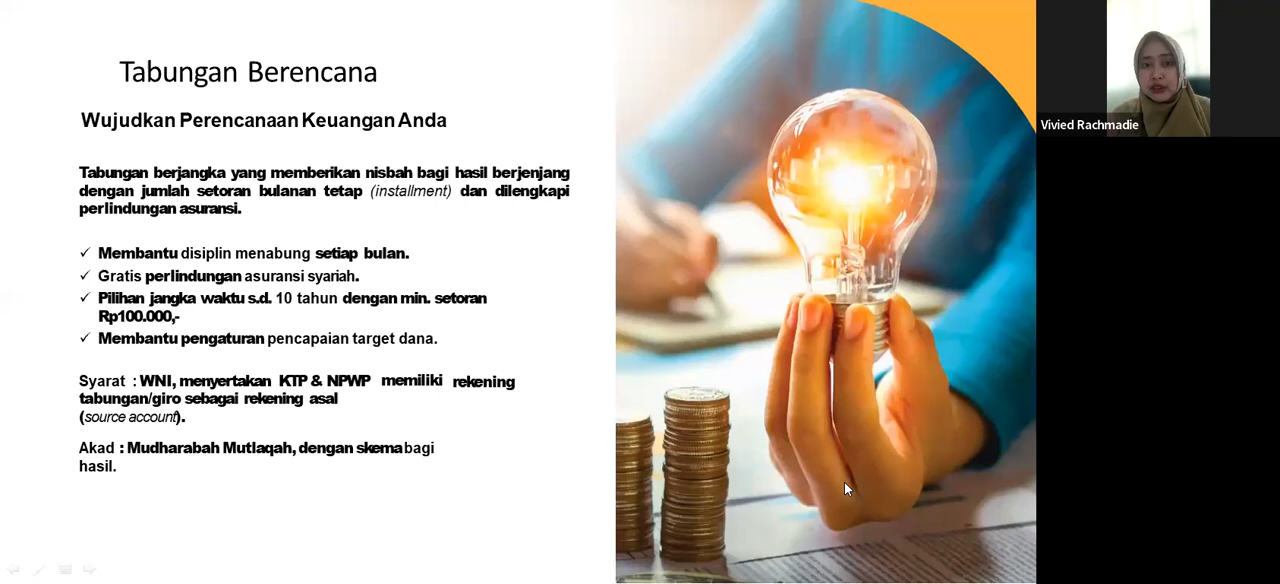 Tabungan Berencana
Wujudkan Perencanaan Keuangan Anda
Tabungan berjangka yang memberikan nisbah bagi hasil berjenjang
dengan jumlah setoran bulanan tetap (installment) dan dilengkapi
perlindungan asuransi.
✓ Membantu disiplin menabung setiap bulan.
✓ Gratis perlindungan asuransi syariah.
✓ Pilihan jangka waktu s.d. 10 tahun dengan min. setoran
Rp100.000,-
✓ Membantu pengaturan pencapaian target dana.
Syarat : WNI, menyertakan KTP & NPWP memiliki rekening
tabungan/giro sebagai rekening asal
(source account).
Akad : Mudharabah Mutlaqah, dengan skema bagi
hasil.
Vivied Rachmadie